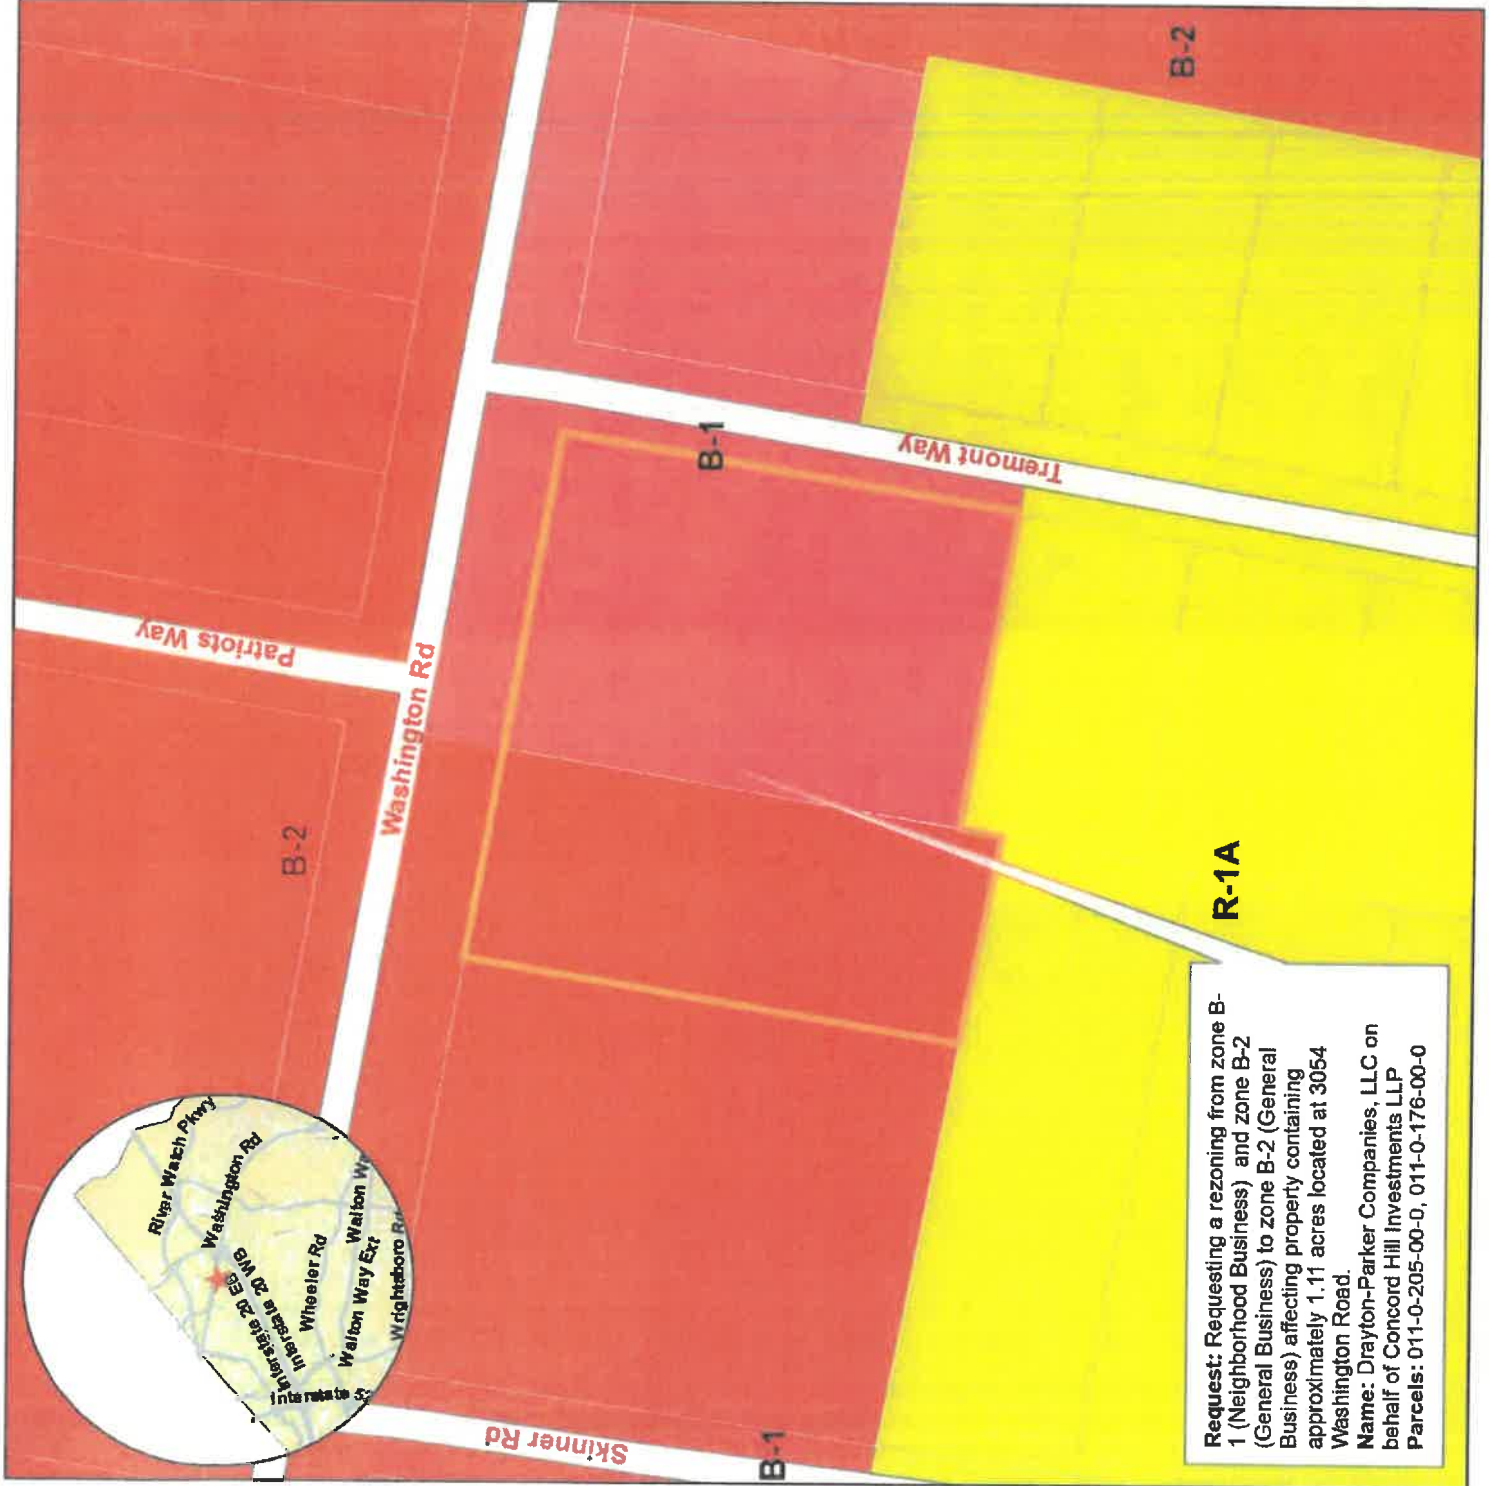 River Watch Pkwy
Washington Rd
Interstate 20 EB
Interstate 20 WB
Wheeler Rd
Walton Way Ext
Wrightsboro Rd
Skinner Rd
B-1
B-2
Washington Rd
Patriots Way
B-1
Tremont Way
B-2
R-1A
Request: Requesting a rezoning from zone B-
1 (Neighborhood Business) and zone B-2
(General Business) to zone B-2 (General
Business) affecting property containing
approximately 1.11 acres located at 3054
Washington Road.
Name: Drayton-Parker Companies, LLC on
behalf of Concord Hill Investments LLP
Parcels: 011-0-205-00-0, 011-0-176-00-0